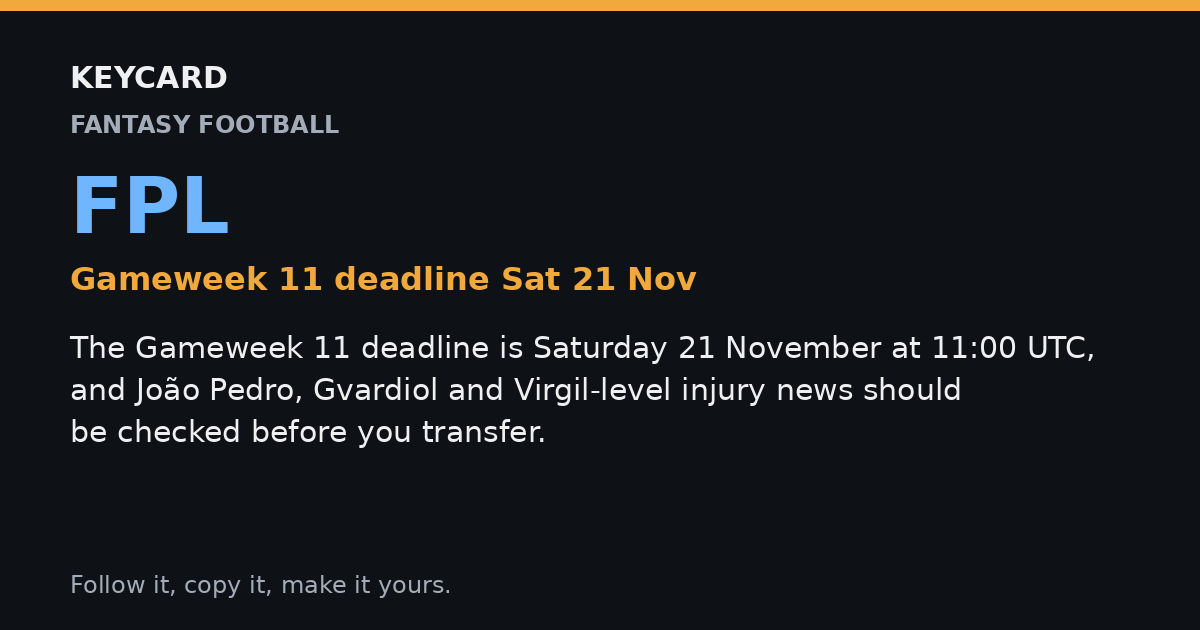 KEYCARD
FANTASY FOOTBALL
FPL
Gameweek 11 deadline Sat 21 Nov
The Gameweek 11 deadline is Saturday 21 November at 11:00 UTC,
and João Pedro, Gvardiol and Virgil-level injury news should
be checked before you transfer.
Follow it, copy it, make it yours.